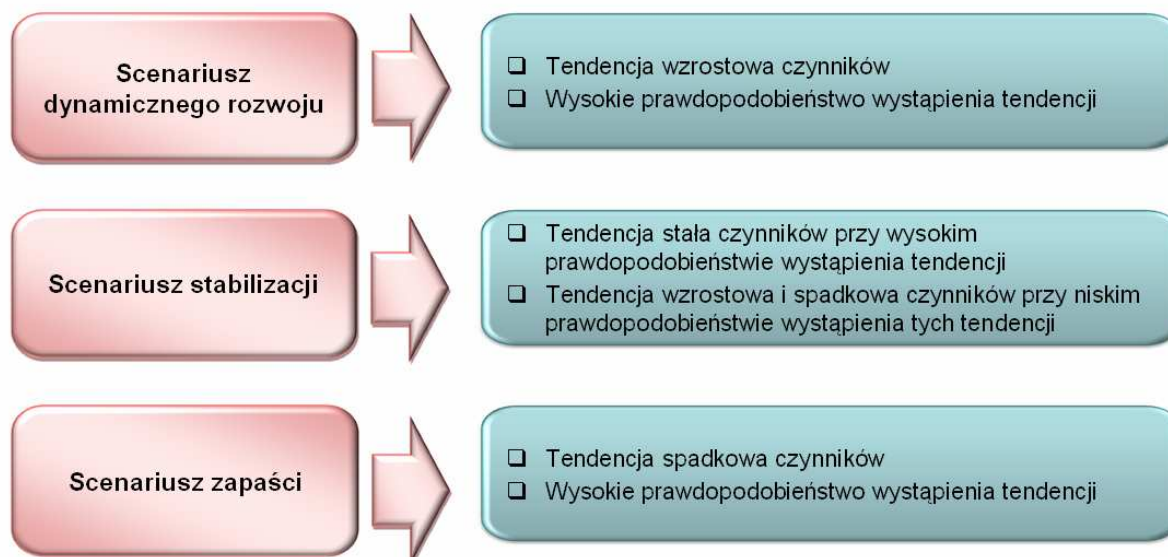 Scenariusz
dynamicznego rozwoju
❑ Tendencja wzrostowa czynników
❑ Wysokie prawdopodobieństwo wystąpienia tendencji
Scenariusz stabilizacji
❑ Tendencja stała czynników przy wysokim
prawdopodobieństwie wystąpienia tendencji
❑ Tendencja wzrostowa i spadkowa czynników przy niskim
prawdopodobieństwie wystąpienia tych tendencji
Scenariusz zapaści
❑ Tendencja spadkowa czynników
❑ Wysokie prawdopodobieństwo wystąpienia tendencji